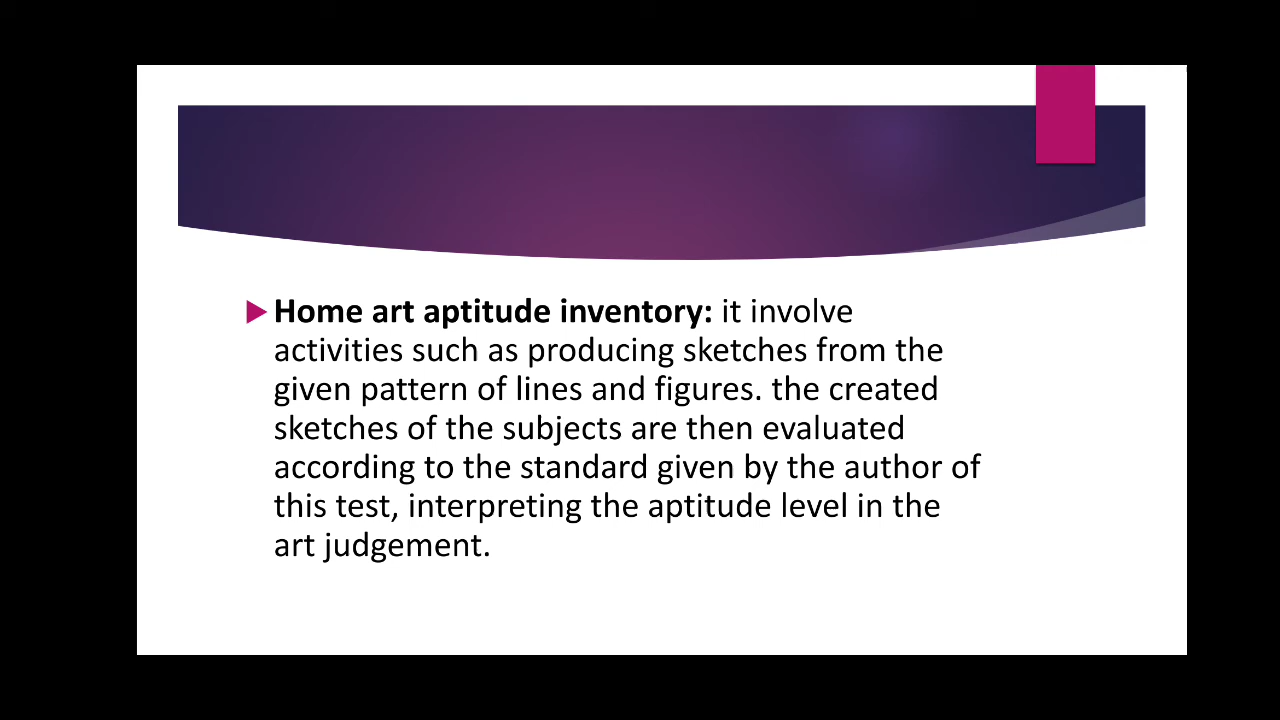 Home art aptitude inventory: it involve
activities such as producing sketches from the
given pattern of lines and figures. the created
sketches of the subjects are then evaluated
according to the standard given by the author of
this test, interpreting the aptitude level in the
art judgement.